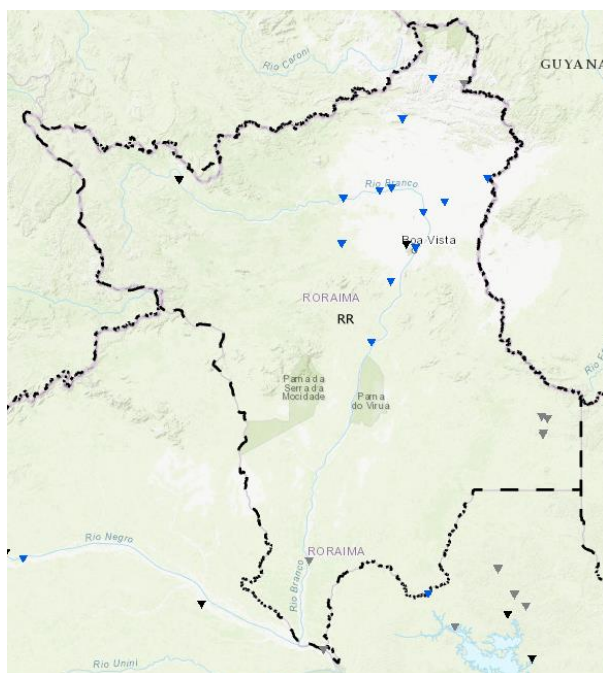 Rio Caroni
GUYANA
Rio Branco
Boa Vista
RORAIMA
RR
Parna da
Serra da
Mocidade
Parna
do Virua
Rio Negro
RORAIMA
Rio Branco
Rio Unini